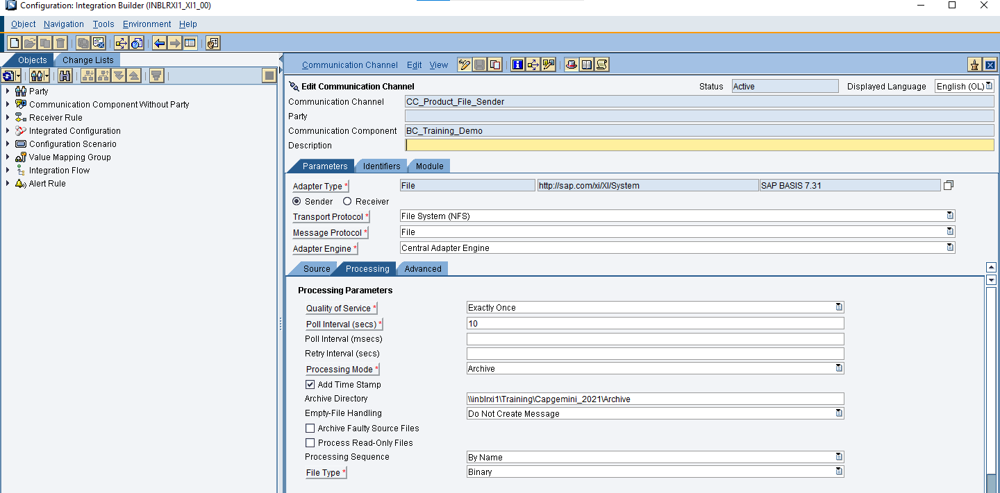 Configuration: Integration Builder (INBLRXI1_XI1_00)
Object Navigation Tools Environment Help
Objects Change Lists
Party
Communication Component Without Party
Receiver Rule
Integrated Configuration
Configuration Scenario
Value Mapping Group
Integration Flow
Alert Rule
Communication Channel Edit View
Edit Communication Channel Status Active Displayed Language English (OL)
Communication Channel CC_Product_File_Sender
Party
Communication Component BC_Training_Demo
Description
Parameters Identifiers Module
Adapter Type * File http://sap.com/xi/XI/System SAP BASIS 7.31
Sender Receiver
Transport Protocol * File System (NFS)
Message Protocol * File
Adapter Engine * Central Adapter Engine
Source Processing Advanced
Processing Parameters
Quality of Service * Exactly Once
Poll Interval (secs) * 10
Poll Interval (msecs)
Retry Interval (secs)
Processing Mode * Archive
Add Time Stamp
Archive Directory \\inblrxi1\Training\Capgemini_2021\Archive
Empty-File Handling Do Not Create Message
Archive Faulty Source Files
Process Read-Only Files
Processing Sequence By Name
File Type * Binary